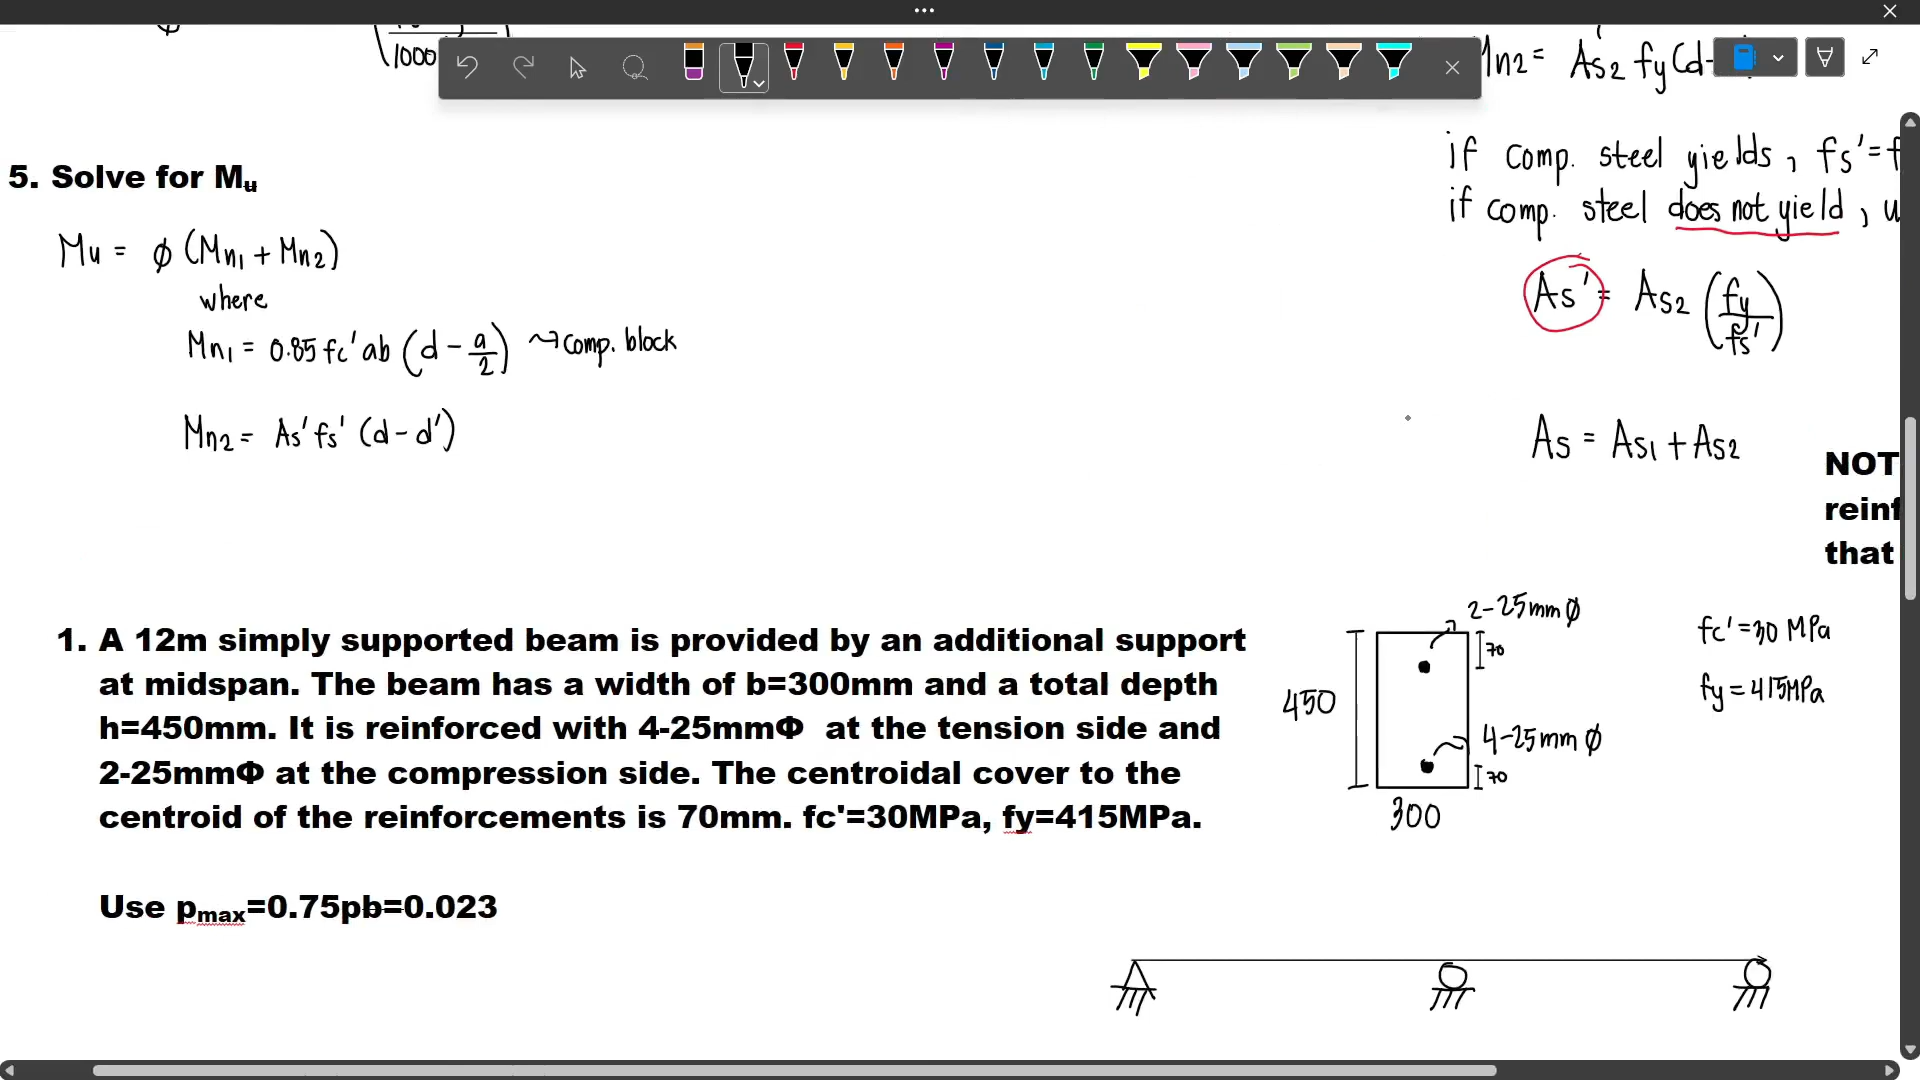 (1000
Mn2 = As2' fy (d-
if comp. steel yields, fs' = f
if comp. steel does not yield, u
5. Solve for Mu
Mu = φ (Mn1 + Mn2)
where
Mn1 = 0.85 fc' ab (d - a/2) ⤳ comp. block
Mn2 = As' fs' (d - d')
As' = As2 (fy/fs')
As = As1 + As2
NOT
reinf
that
1. A 12m simply supported beam is provided by an additional support
at midspan. The beam has a width of b=300mm and a total depth
h=450mm. It is reinforced with 4-25mmΦ at the tension side and
2-25mmΦ at the compression side. The centroidal cover to the
centroid of the reinforcements is 70mm. fc'=30MPa, fy=415MPa.
Use pmax=0.75pb=0.023
2-25mm φ
70
450
4-25mm φ
70
300
fc' = 30 MPa
fy = 415MPa